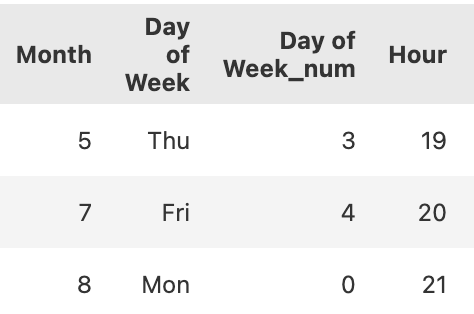 Month Day of Week Day of Week_num Hour
5 Thu 3 19
7 Fri 4 20
8 Mon 0 21